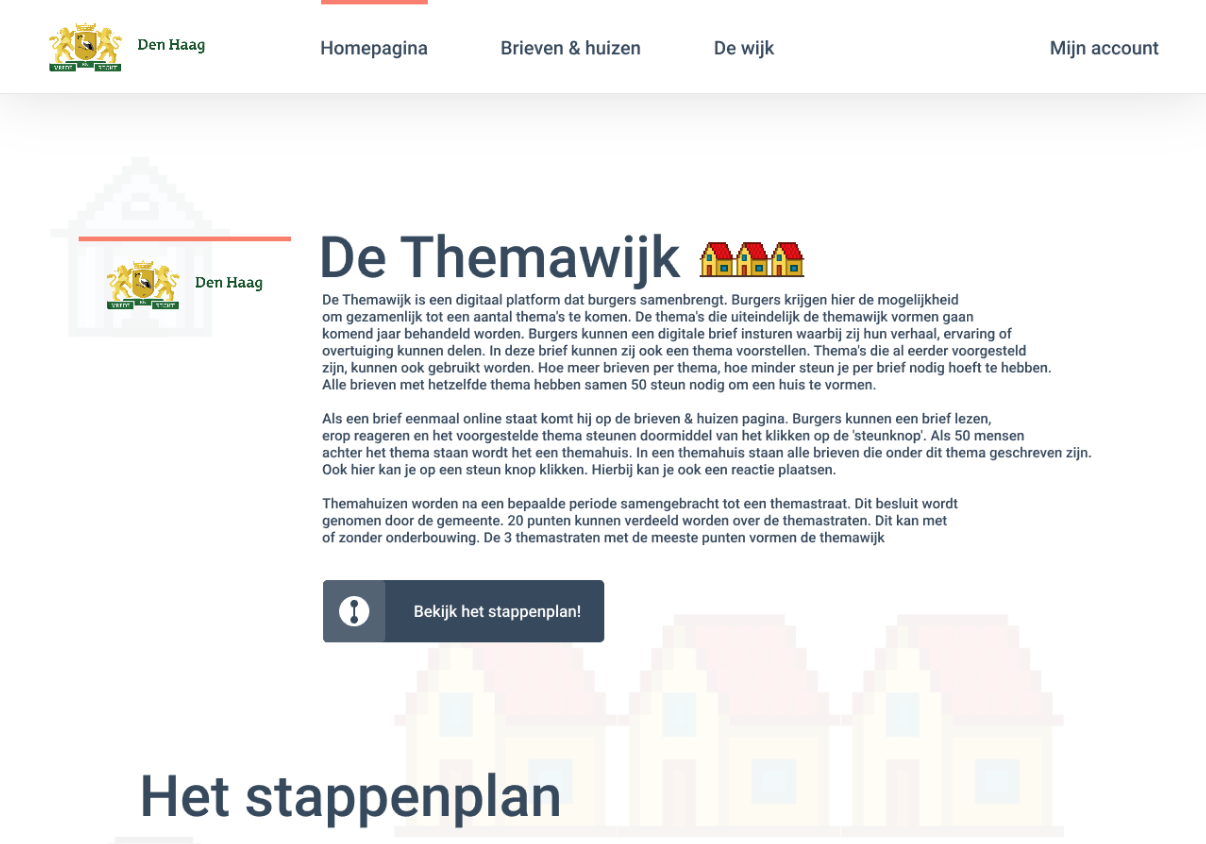 VREDE EN RECHT
Den Haag
Homepagina
Brieven & huizen
De wijk
Mijn account
VREDE EN RECHT
Den Haag
De Themawijk
De Themawijk is een digitaal platform dat burgers samenbrengt. Burgers krijgen hier de mogelijkheid
om gezamenlijk tot een aantal thema's te komen. De thema's die uiteindelijk de themawijk vormen gaan
komend jaar behandeld worden. Burgers kunnen een digitale brief insturen waarbij zij hun verhaal, ervaring of
overtuiging kunnen delen. In deze brief kunnen zij ook een thema voorstellen. Thema's die al eerder voorgesteld
zijn, kunnen ook gebruikt worden. Hoe meer brieven per thema, hoe minder steun je per brief nodig hoeft te hebben.
Alle brieven met hetzelfde thema hebben samen 50 steun nodig om een huis te vormen.
Als een brief eenmaal online staat komt hij op de brieven & huizen pagina. Burgers kunnen een brief lezen,
erop reageren en het voorgestelde thema steunen doormiddel van het klikken op de 'steunknop'. Als 50 mensen
achter het thema staan wordt het een themahuis. In een themahuis staan alle brieven die onder dit thema geschreven zijn.
Ook hier kan je op een steun knop klikken. Hierbij kan je ook een reactie plaatsen.
Themahuizen worden na een bepaalde periode samengebracht tot een themastraat. Dit besluit wordt
genomen door de gemeente. 20 punten kunnen verdeeld worden over de themastraten. Dit kan met
of zonder onderbouwing. De 3 themastraten met de meeste punten vormen de themawijk
Bekijk het stappenplan!
Het stappenplan